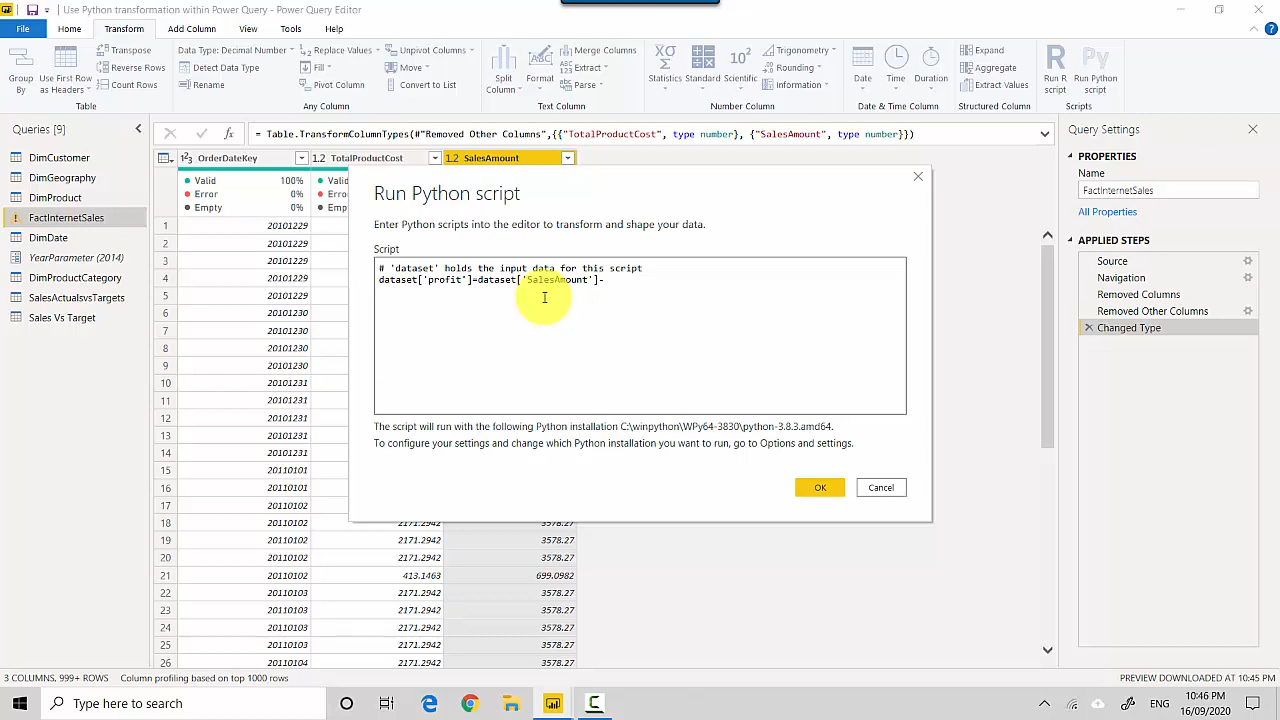 Use Python transformation within Power Query - Power Query Editor
File Home Transform Add Column View Tools Help
Group By
Use First Row as Headers
Transpose
Reverse Rows
Count Rows
Table
Data Type: Decimal Number
Detect Data Type
Rename
Replace Values
Fill
Pivot Column
Unpivot Columns
Move
Convert to List
Any Column
Split Column
Format
Merge Columns
Extract
Parse
Text Column
Statistics
Standard
Scientific
Trigonometry
Rounding
Information
Number Column
Date
Time
Duration
Date & Time Column
Expand
Aggregate
Extract Values
Structured Column
Run R script
Run Python script
Scripts
Queries [9]
DimCustomer
DimGeography
DimProduct
FactInternetSales
DimDate
YearParameter (2014)
DimProductCategory
SalesActualsvsTargets
Sales Vs Target
= Table.TransformColumnTypes(#"Removed Other Columns",{{"TotalProductCost", type number}, {"SalesAmount", type number}})
OrderDateKey 1.2 TotalProductCost 1.2 SalesAmount
Valid 100% Valid
Error 0% Erro
Empty 0% Emp
1 20101229
2 20101229
3 20101229
4 20101229
5 20101229
6 20101230
7 20101230
8 20101230
9 20101230
10 20101231
11 20101231
12 20101231
13 20101231
14 20101231
15 20110101
16 20110101
17 20110102
18 20110102 2171.2942 3578.27
19 20110102 2171.2942 3578.27
20 20110102 2171.2942 3578.27
21 20110102 413.1463 699.0982
22 20110103 2171.2942 3578.27
23 20110103 2171.2942 3578.27
24 20110103 2171.2942 3578.27
25 20110103 2171.2942 3578.27
26 20110104 2171.2942 3578.27
Run Python script
Enter Python scripts into the editor to transform and shape your data.
Script
# 'dataset' holds the input data for this script
dataset['profit']=dataset['SalesAmount']-
The script will run with the following Python installation C:\winpython\WPy64-3830\python-3.8.3.amd64.
To configure your settings and change which Python installation you want to run, go to Options and settings.
OK Cancel
Query Settings
PROPERTIES
Name
FactInternetSales
All Properties
APPLIED STEPS
Source
Navigation
Removed Columns
Removed Other Columns
Changed Type
3 COLUMNS, 999+ ROWS Column profiling based on top 1000 rows
PREVIEW DOWNLOADED AT 10:45 PM
Type here to search
ENG
10:46 PM
16/09/2020